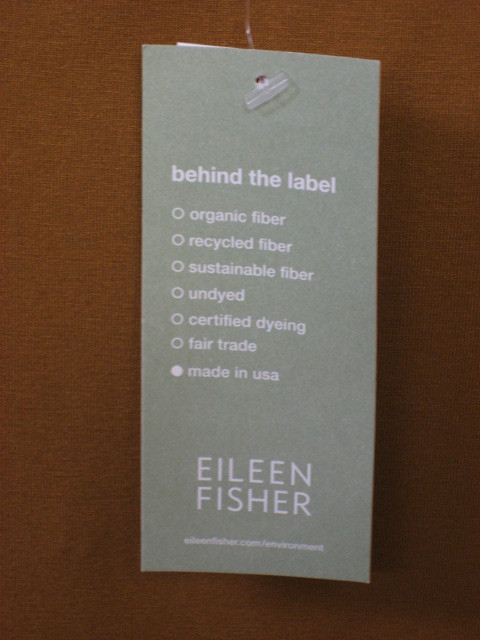 behind the label
organic fiber
recycled fiber
sustainable fiber
undyed
certified dyeing
fair trade
made in usa
EILEEN
FISHER
eileenfisher.com/environment